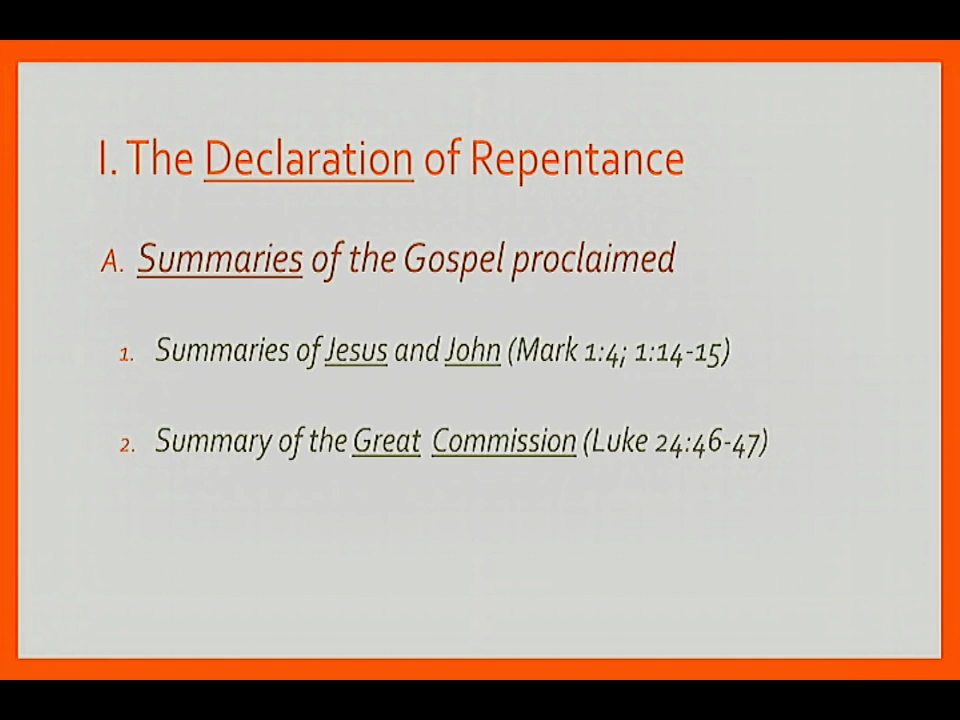 I. The Declaration of Repentance
A. Summaries of the Gospel proclaimed
1. Summaries of Jesus and John (Mark 1:4; 1:14-15)
2. Summary of the Great Commission (Luke 24:46-47)